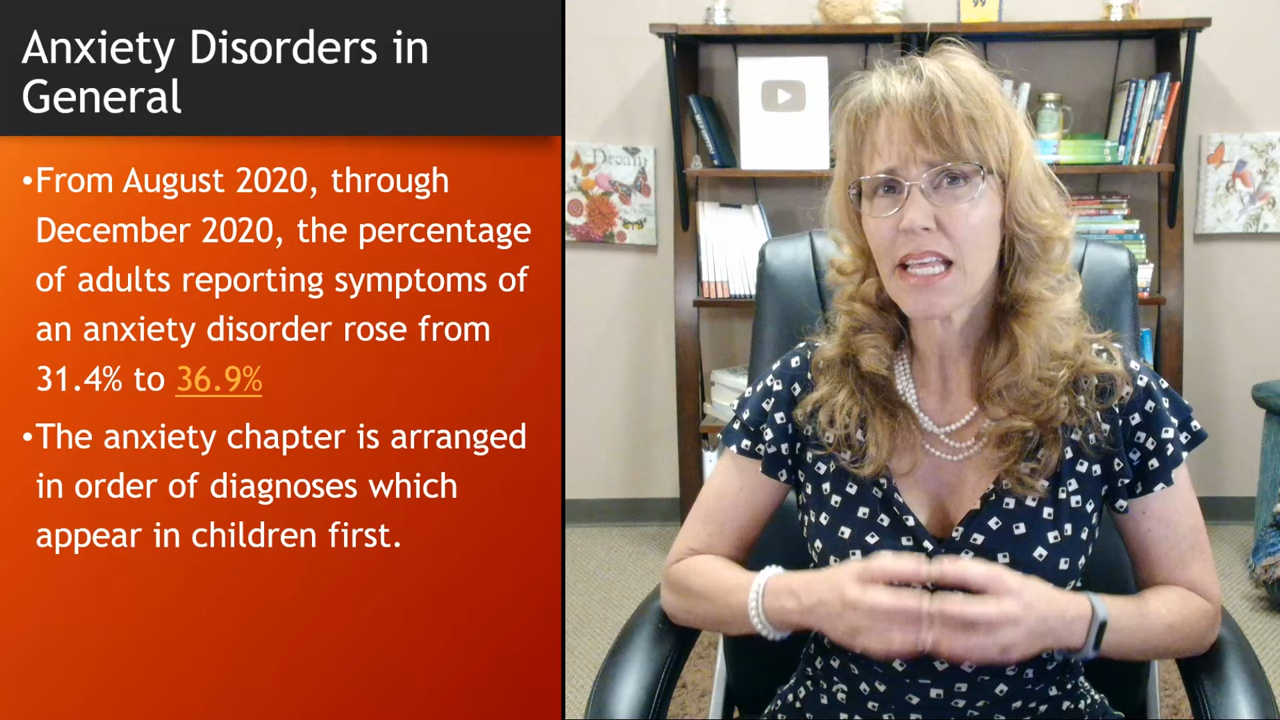 Anxiety Disorders in
General
•From August 2020, through
December 2020, the percentage
of adults reporting symptoms of
an anxiety disorder rose from
31.4% to 36.9%
•The anxiety chapter is arranged
in order of diagnoses which
appear in children first.
99
Dream